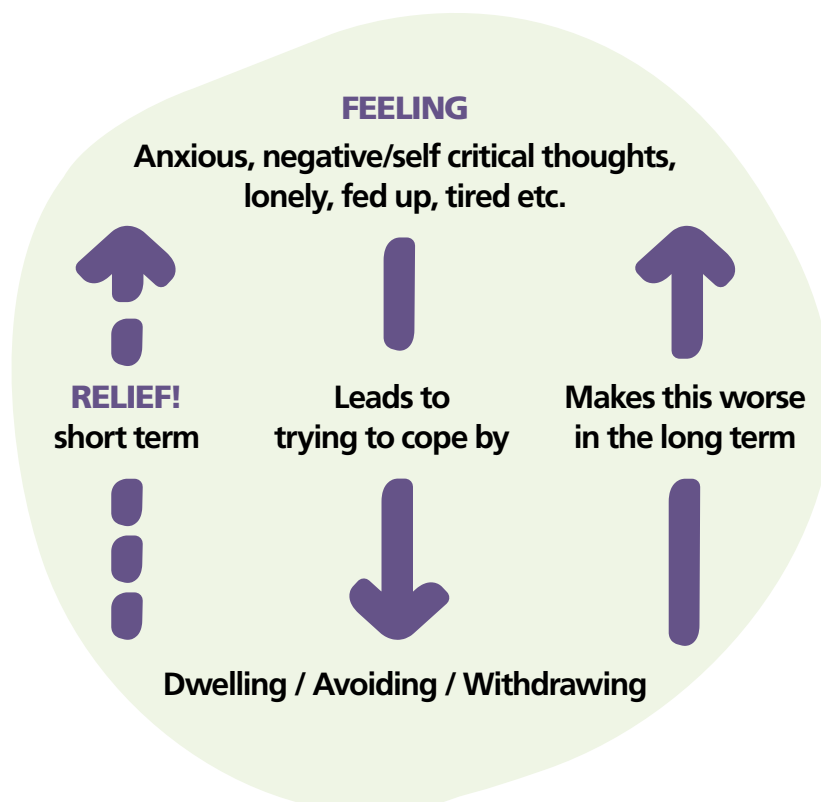 FEELING
Anxious, negative/self critical thoughts,
lonely, fed up, tired etc.
RELIEF!
short term
Leads to
trying to cope by
Makes this worse
in the long term
Dwelling / Avoiding / Withdrawing